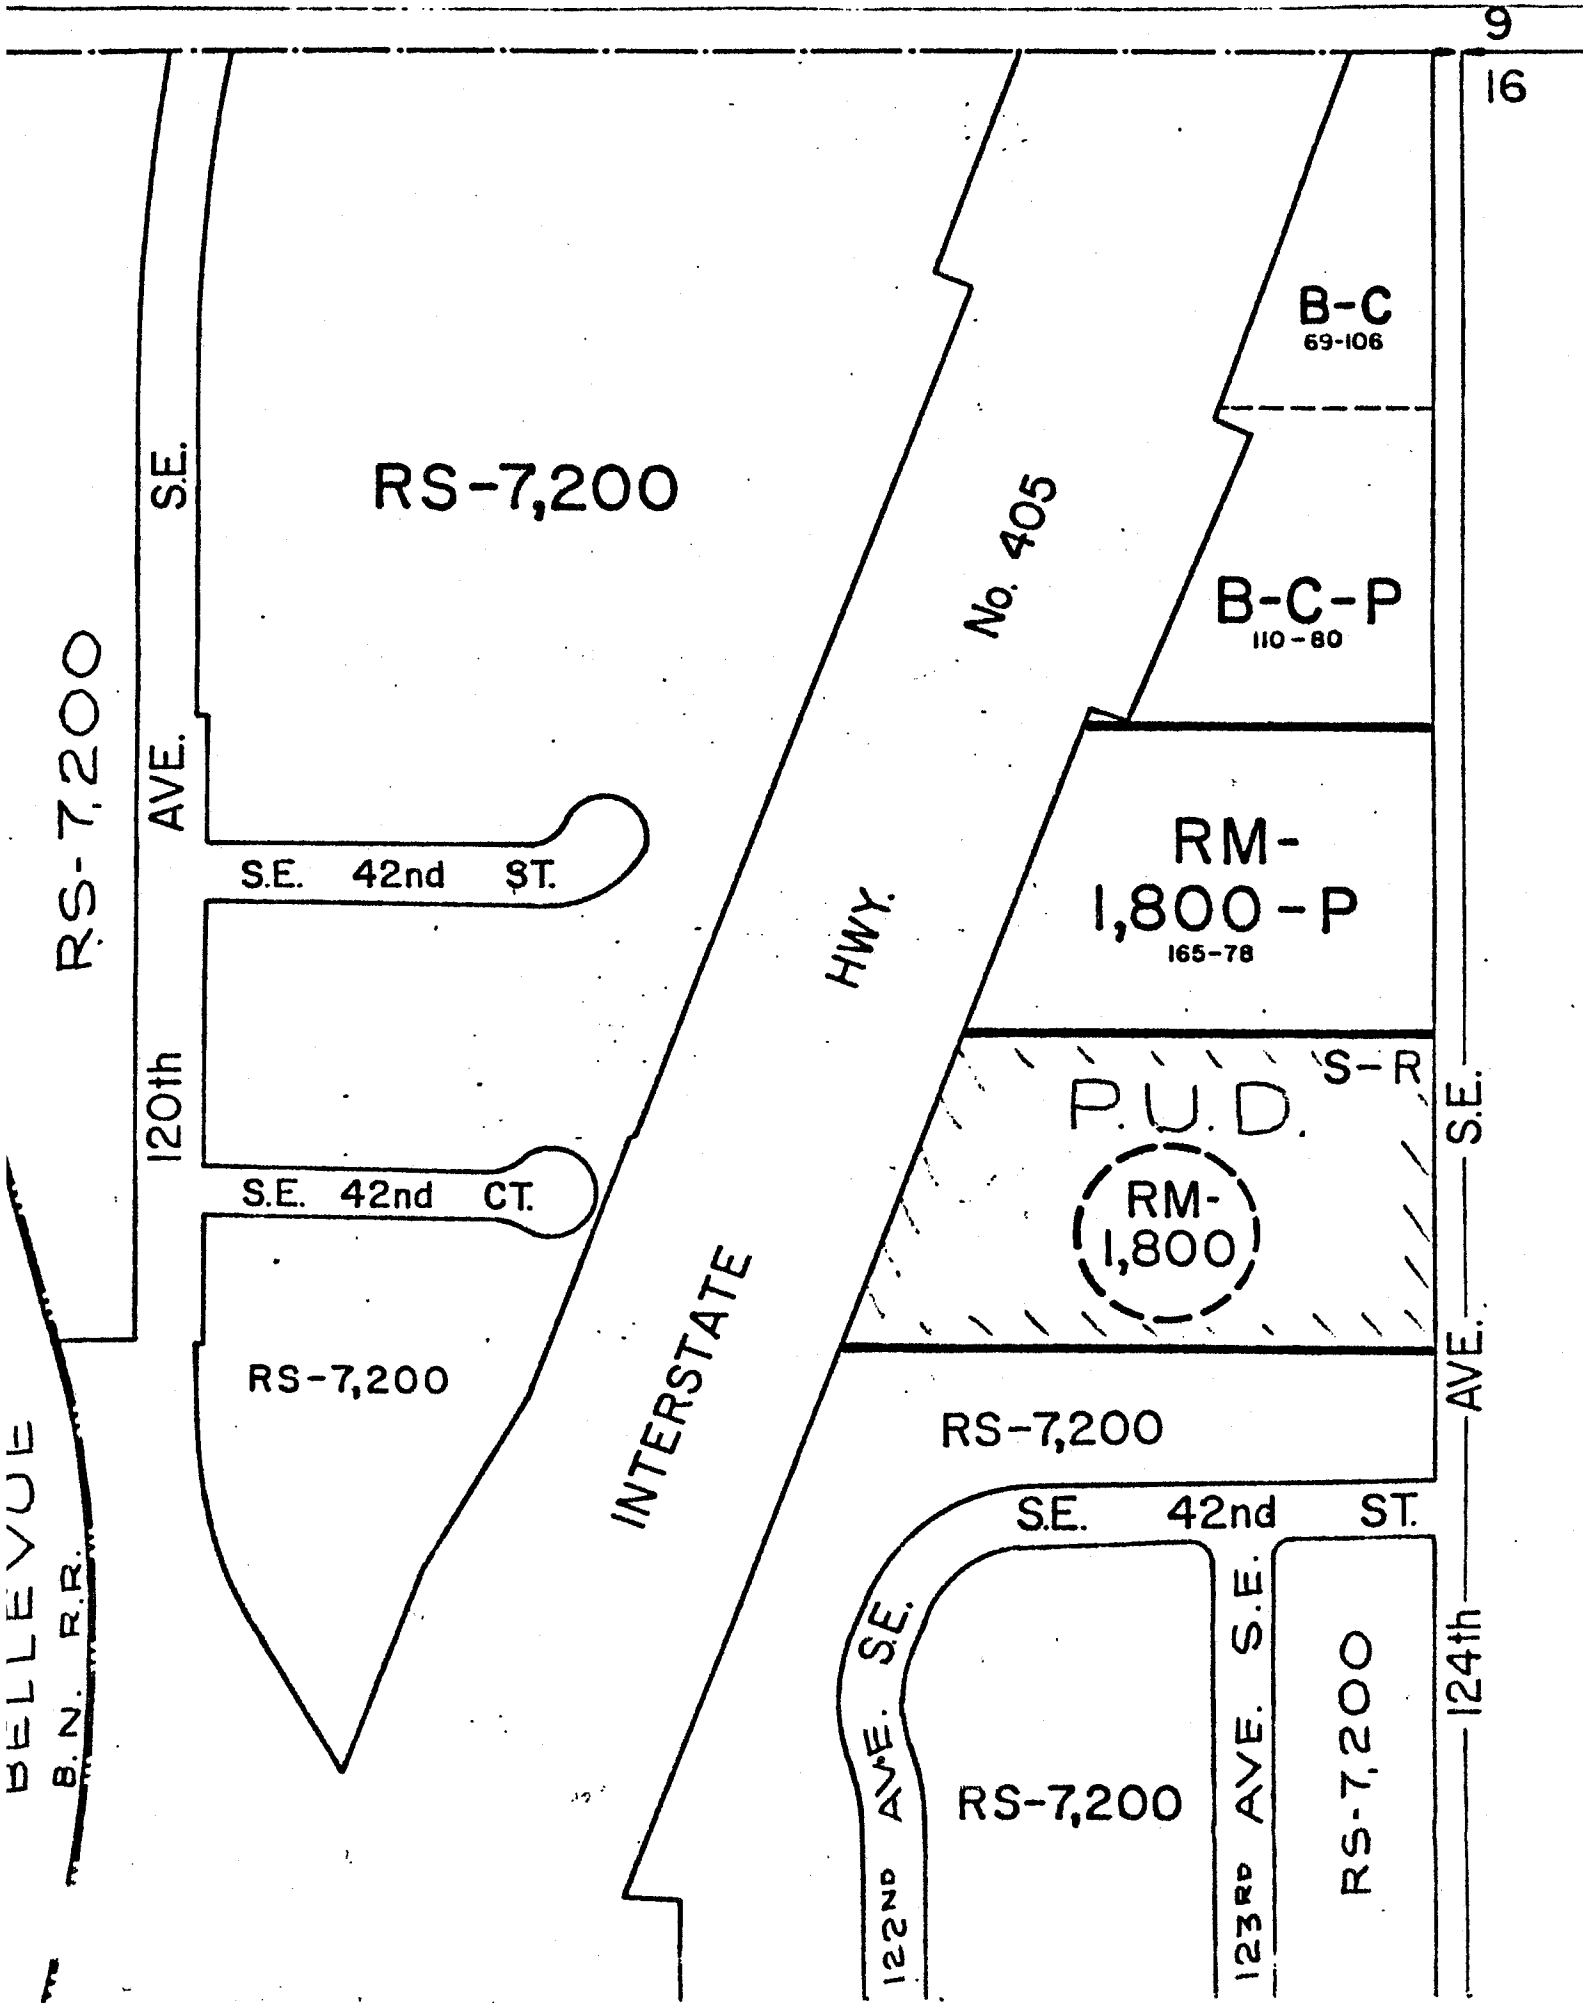 9
16
B-C
69-106
S.E.
RS-7,200
No. 405
B-C-P
110-80
RS-7,200
AVE.
RM-
1,800-P
165-78
S.E. 42nd ST.
HWY.
S-R
P.U.D.
120th
S.E.
S.E. 42nd CT.
RM-
1,800
INTERSTATE
AVE.
RS-7,200
RS-7,200
BELLEVUE
B.N. R.R.
S.E. 42nd ST.
122ND AVE. S.E.
123RD AVE. S.E.
124th
RS-7,200
RS-7,200